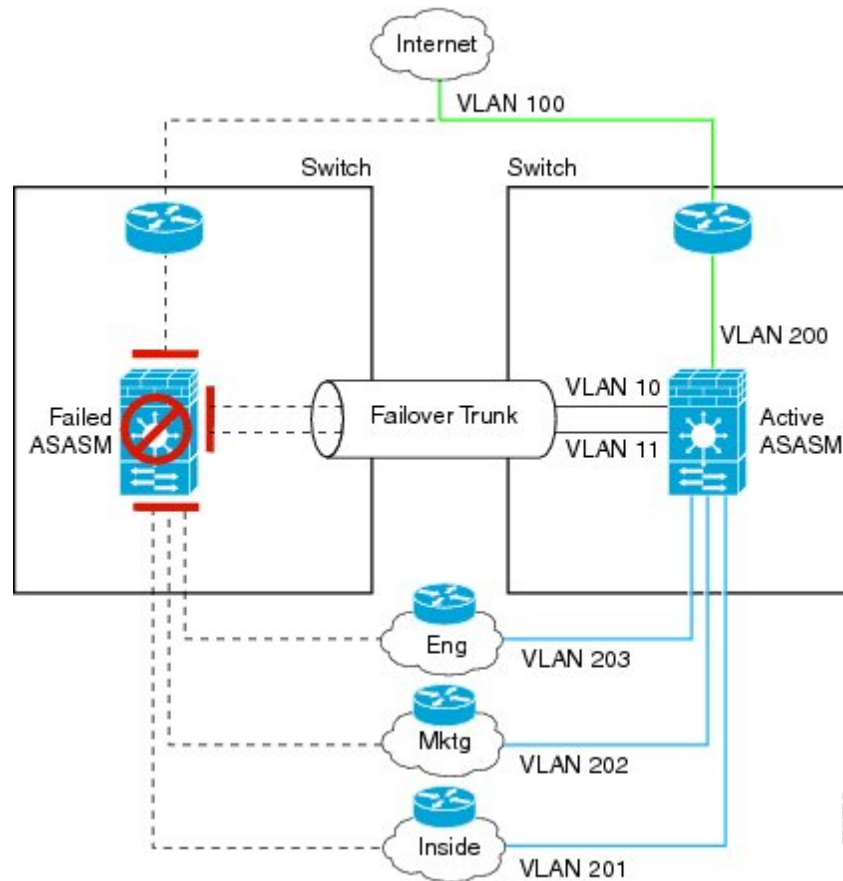 Internet
VLAN 100
Switch
Switch
VLAN 200
Failed
ASASM
Failover Trunk
VLAN 10
VLAN 11
Active
ASASM
Eng
VLAN 203
Mktg
VLAN 202
Inside
VLAN 201